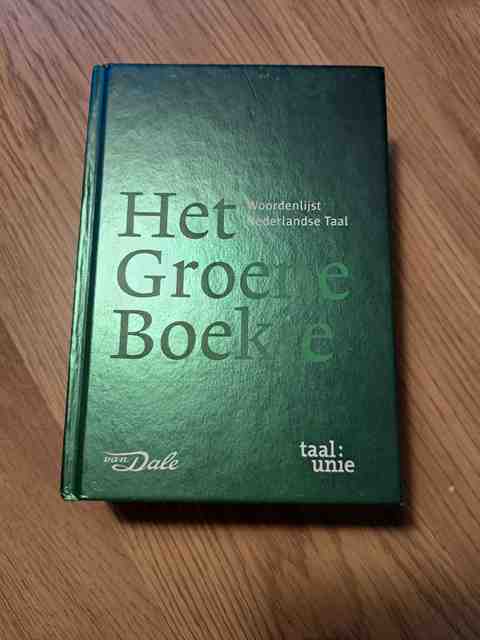 Het
Woordenlijst
Nederlandse Taal
Groene
Boekje
van Dale
taal:
unie